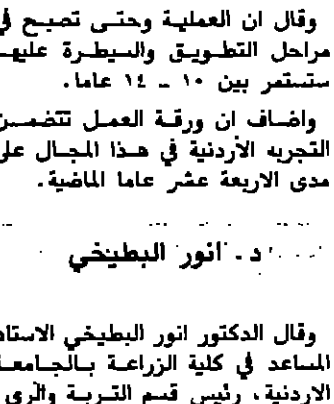 وقال ان العملية وحتى تصبح في
مراحل التطويق والسيطرة عليها
ستستمر بين ١٠ ـ ١٤ عاما.
واضاف ان ورقة العمل تتضمن
التجربه الأردنية في هذا المجال على
مدى الاربعة عشر عاما الماضية.
د. انور البطيخي
وقال الدكتور انور البطيخي الاستاذ
المساعد في كلية الزراعة بالجامعة
الاردنية، رئيس قسم التربة والري